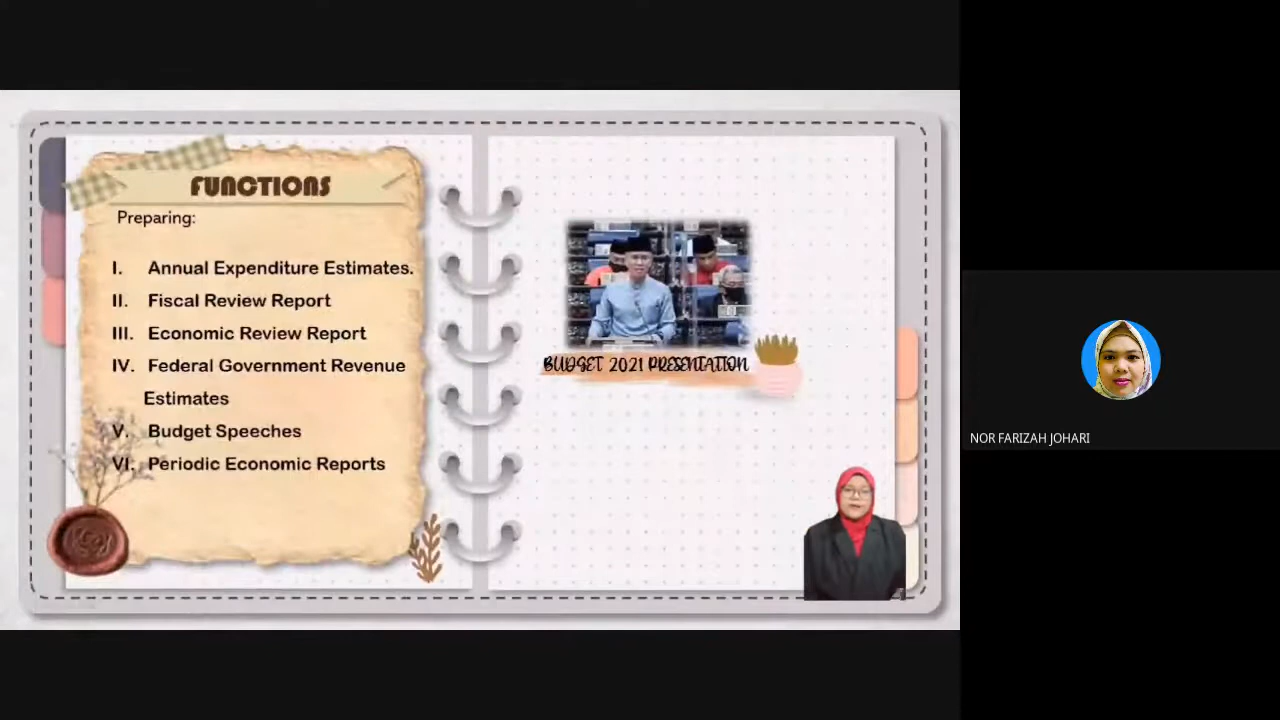 FUNCTIONS
Preparing:
I. Annual Expenditure Estimates.
II. Fiscal Review Report
III. Economic Review Report
IV. Federal Government Revenue
Estimates
V. Budget Speeches
VI. Periodic Economic Reports
BUDGET 2021 PRESENTATION
NOR FARIZAH JOHARI